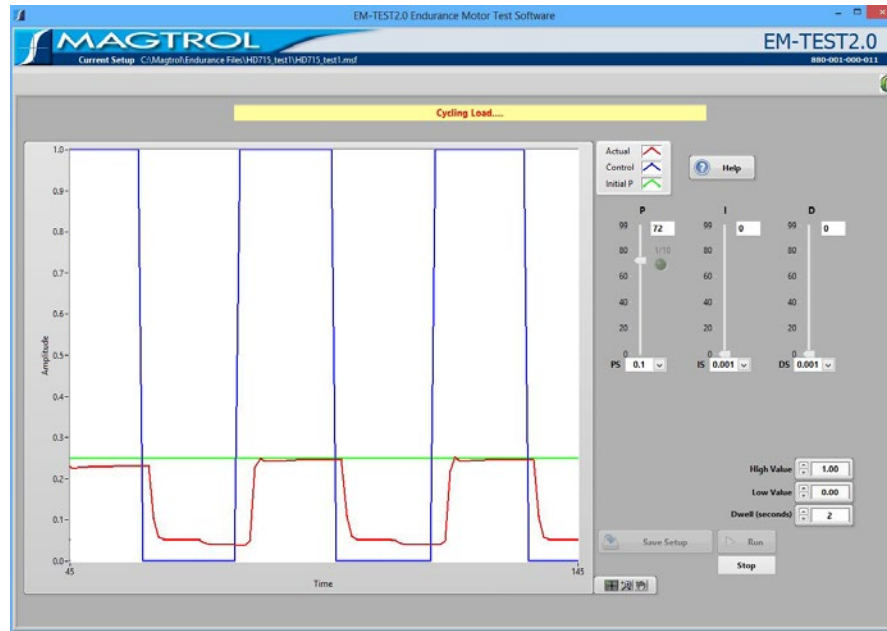 EM-TEST2.0 Endurance Motor Test Software
MAGTROL
EM-TEST2.0
Current Setup C:\Magtrol\Endurance Files\HD715_test1\HD715_test1.msf
880-001-000-011
Cycling Load....
Actual
Control
Initial P
Help
P I D
99 72 99 0 99 0
80 1/10 80 80
60 60 60
40 40 40
20 20 20
0 0 0
PS 0.1 IS 0.001 DS 0.001
1.0
0.9
0.8
0.7
0.6
0.5
0.4
0.3
0.2
0.1
0.0
Amplitude
45 145
Time
High Value 1.00
Low Value 0.00
Dwell (seconds) 2
Save Setup Run
Stop